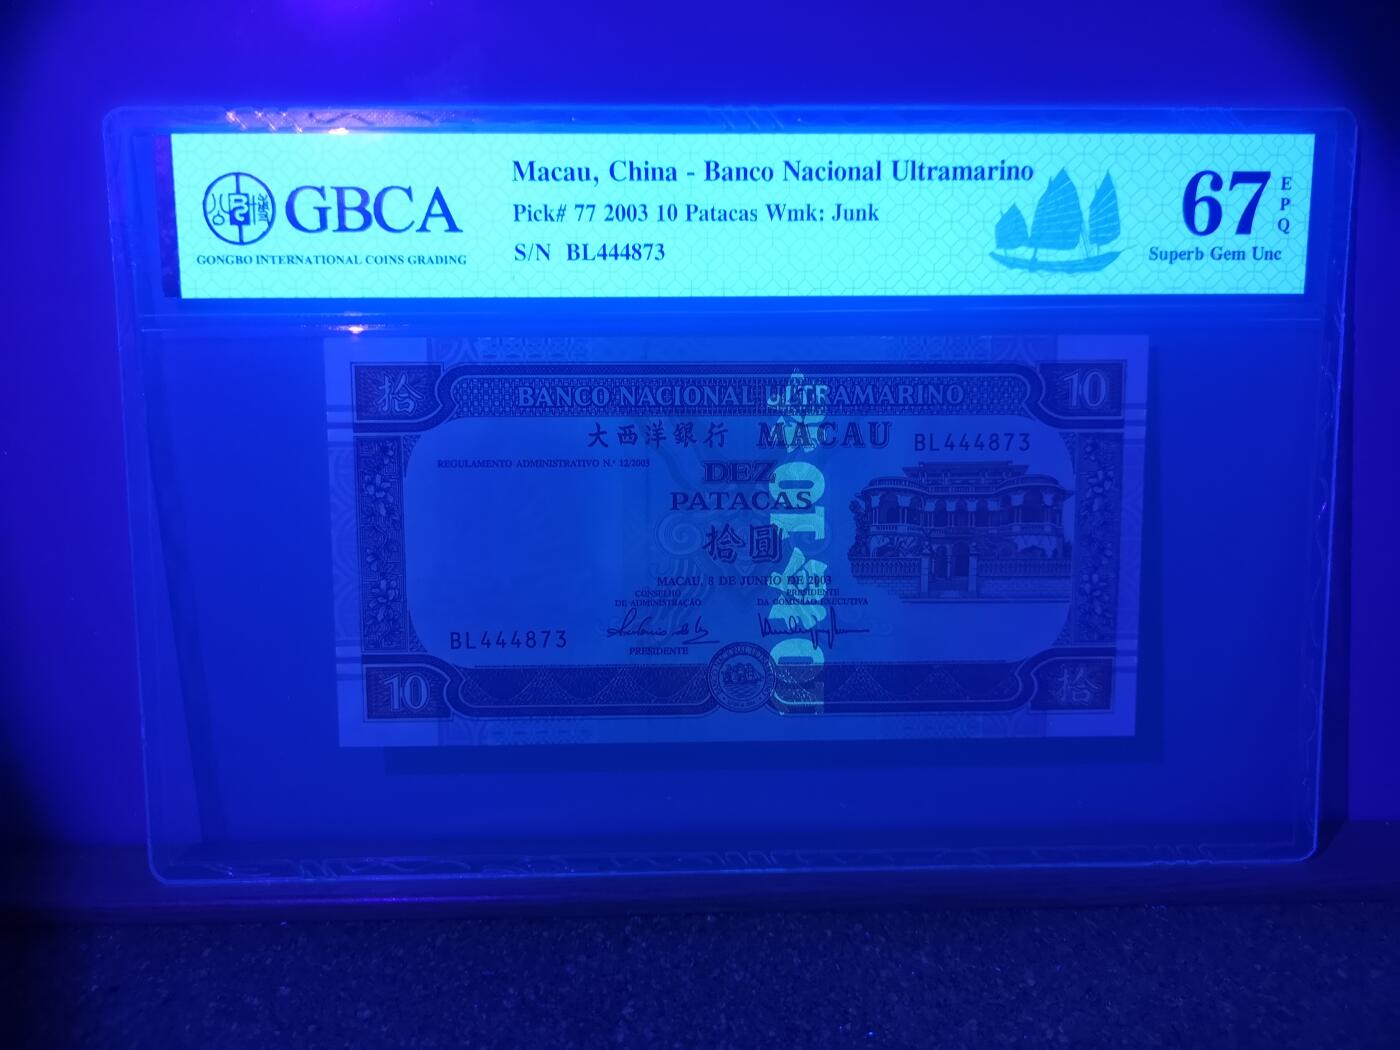 GBCA
GONGBO INTERNATIONAL COINS GRADING
Macau, China - Banco Nacional Ultramarino
Pick# 77 2003 10 Patacas Wmk: Junk
S/N BL444873
67
EPQ
Superb Gem Unc
拾
BANCO NACIONAL ULTRAMARINO
10
大西洋銀行 MACAU
BL444873
REGULAMENTO ADMINISTRATIVO N.º 12/2003
DEZ
PATACAS
拾圓
MACAU, 8 DE JUNHO DE 2003
CONSELHO
DE ADMINISTRAÇÃO
PRESIDENTE
DA COMISSÃO EXECUTIVA
BL444873
PRESIDENTE
10
拾
10